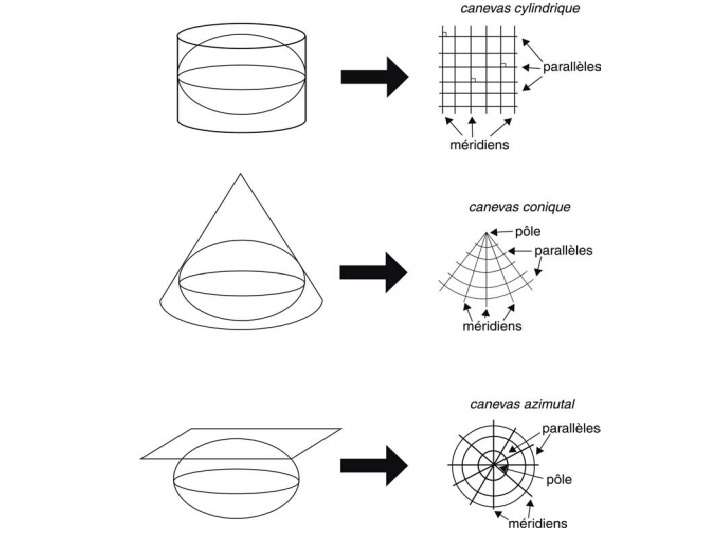 canevas cylindrique
parallèles
méridiens
canevas conique
pôle
parallèles
méridiens
canevas azimutal
parallèles
pôle
méridiens